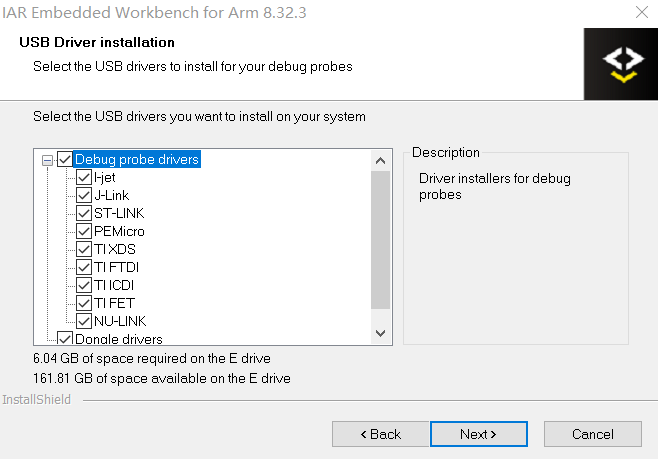 IAR Embedded Workbench for Arm 8.32.3
USB Driver installation
Select the USB drivers to install for your debug probes
Select the USB drivers you want to install on your system
Debug probe drivers
I-jet
J-Link
ST-LINK
PEMicro
TI XDS
TI FTDI
TI ICDI
TI FET
NU-LINK
Dongle drivers
Description
Driver installers for debug
probes
6.04 GB of space required on the E drive
161.81 GB of space available on the E drive
InstallShield
< Back
Next >
Cancel